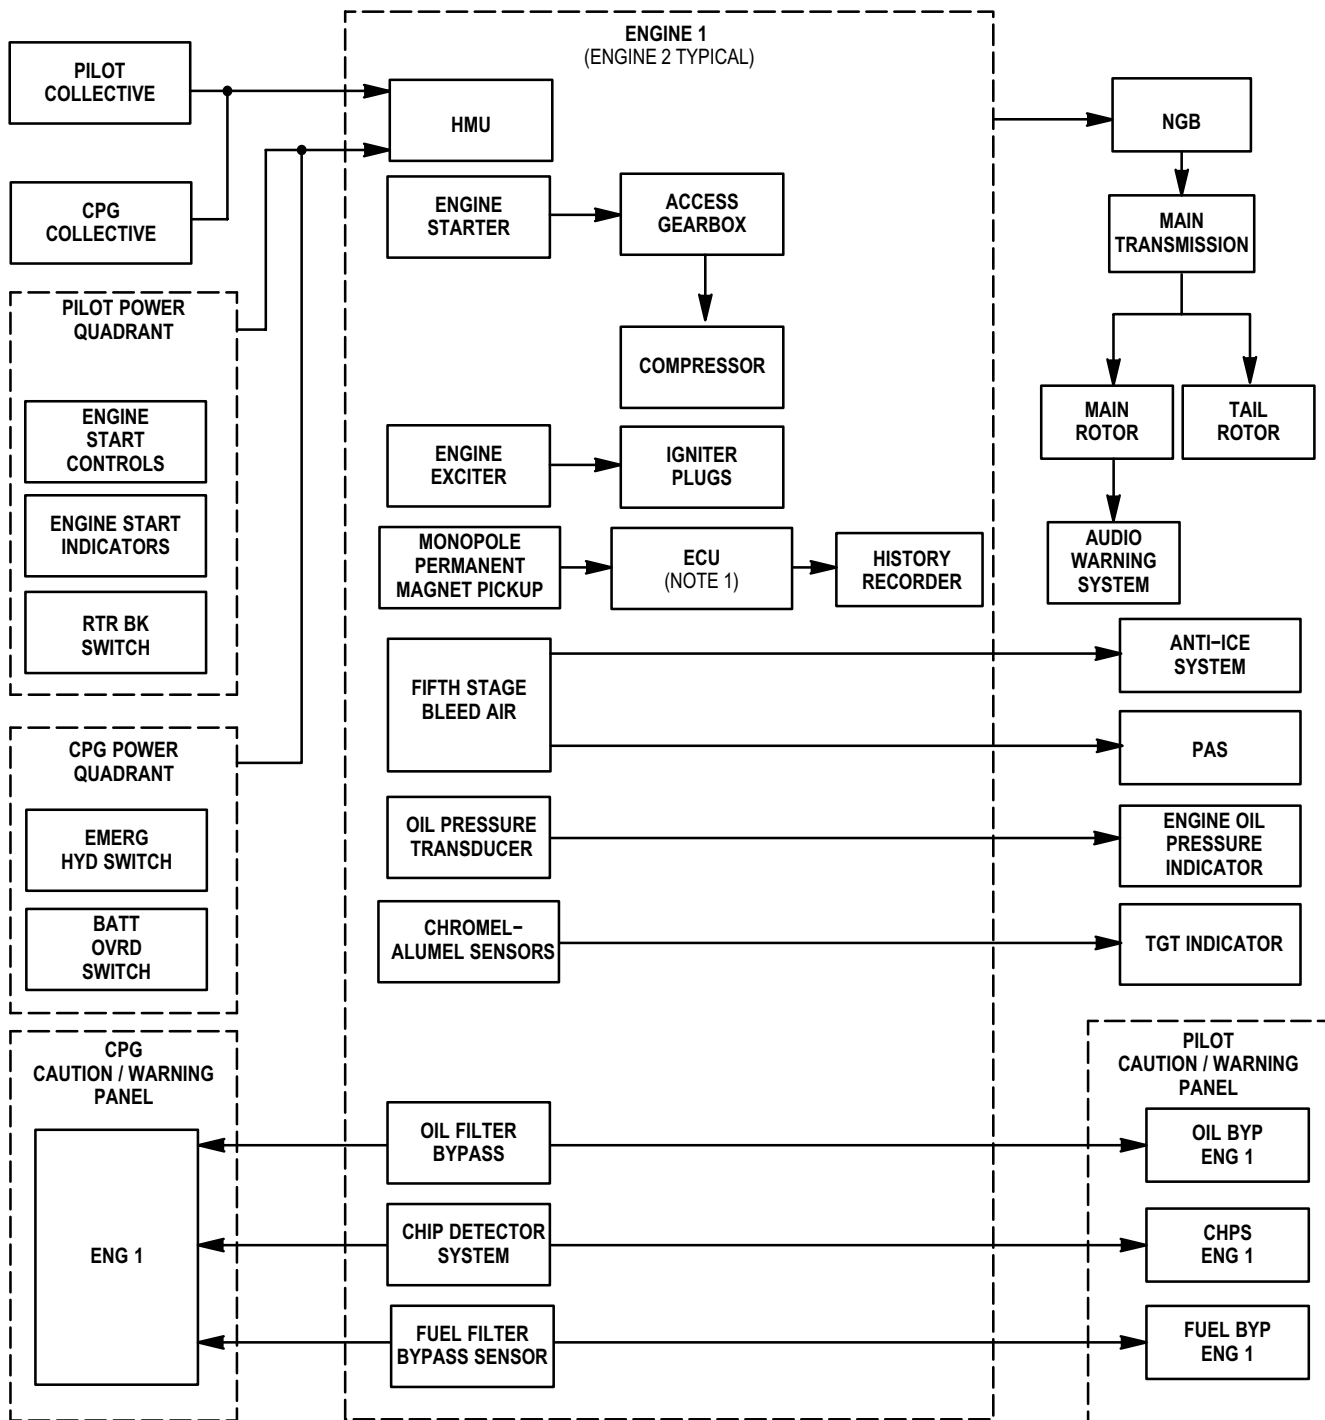 ENGINE 1
(ENGINE 2 TYPICAL)
PILOT
COLLECTIVE
CPG
COLLECTIVE
PILOT POWER
QUADRANT
ENGINE
START
CONTROLS
ENGINE START
INDICATORS
RTR BK
SWITCH
CPG POWER
QUADRANT
EMERG
HYD SWITCH
BATT
OVRD
SWITCH
CPG
CAUTION / WARNING
PANEL
ENG 1
HMU
ENGINE
STARTER
ACCESS
GEARBOX
COMPRESSOR
ENGINE
EXCITER
IGNITER
PLUGS
MONOPOLE
PERMANENT
MAGNET PICKUP
ECU
(NOTE 1)
HISTORY
RECORDER
FIFTH STAGE
BLEED AIR
OIL PRESSURE
TRANSDUCER
CHROMEL−
ALUMEL SENSORS
OIL FILTER
BYPASS
CHIP DETECTOR
SYSTEM
FUEL FILTER
BYPASS SENSOR
NGB
MAIN
TRANSMISSION
MAIN
ROTOR
TAIL
ROTOR
AUDIO
WARNING
SYSTEM
ANTI−ICE
SYSTEM
PAS
ENGINE OIL
PRESSURE
INDICATOR
TGT INDICATOR
PILOT
CAUTION / WARNING
PANEL
OIL BYP
ENG 1
CHPS
ENG 1
FUEL BYP
ENG 1